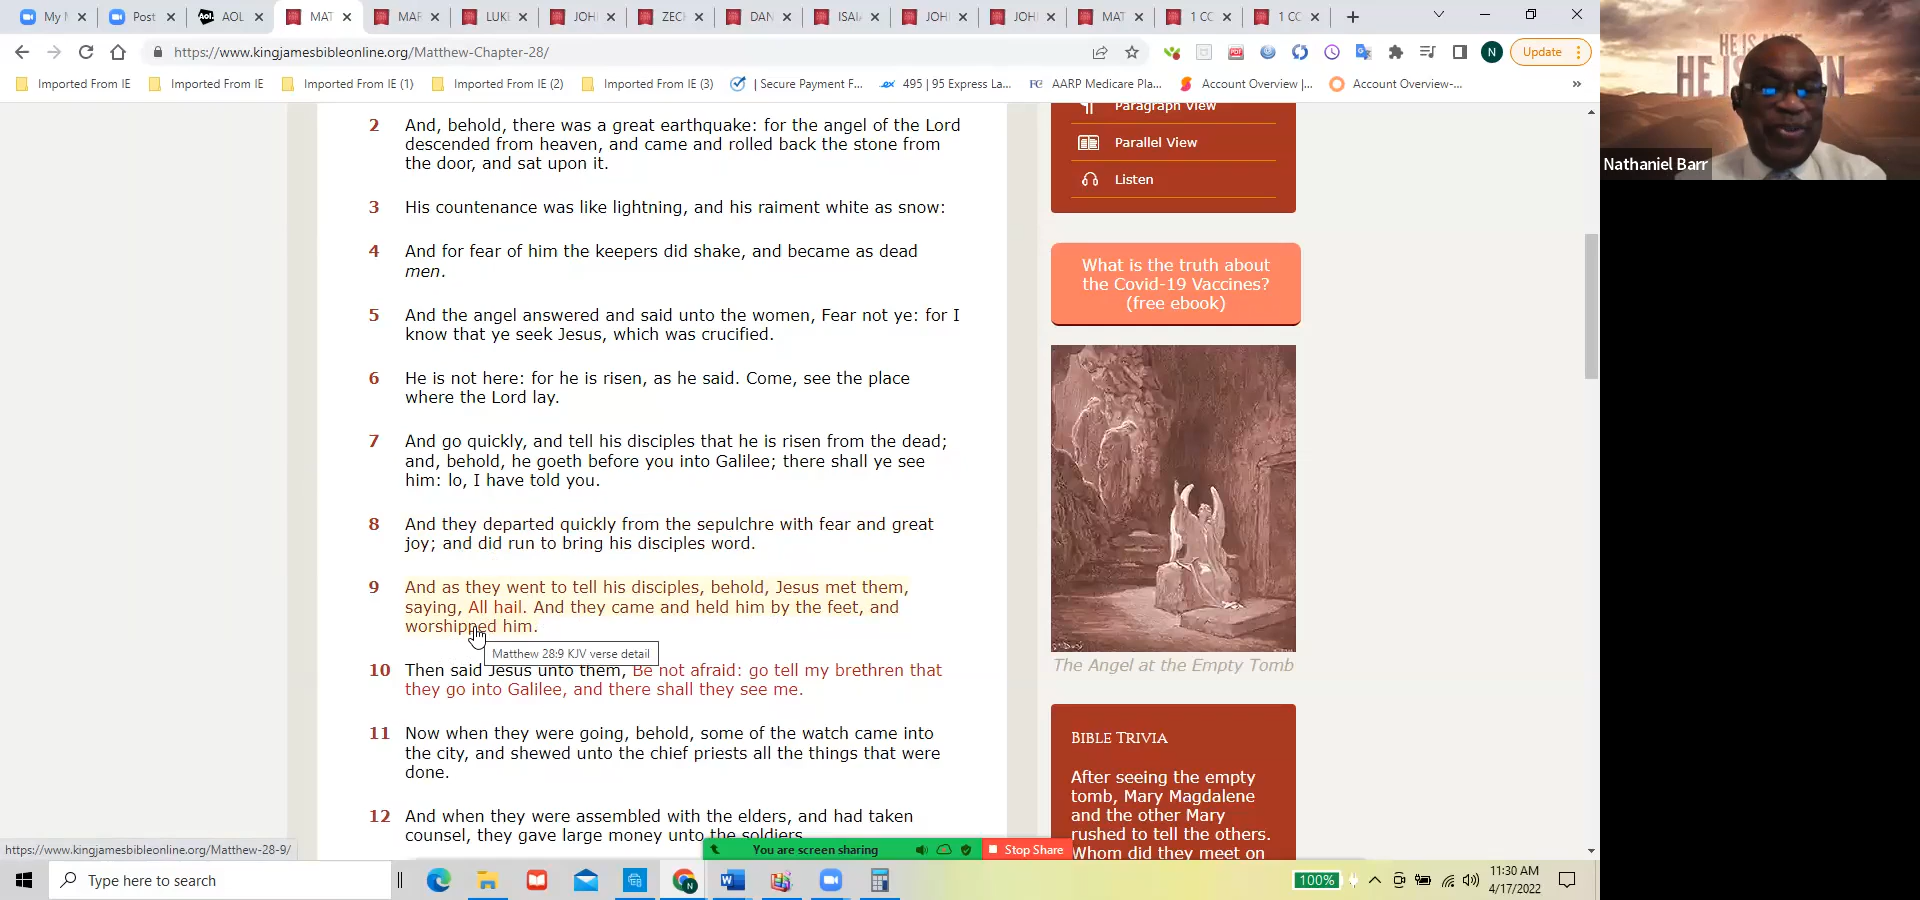 My N
Post
AOL
MAT
MAR
LUKE
JOHN
ZECH
DAN
ISAIA
JOHN
JOHN
MAT
1 CO
1 CO
https://www.kingjamesbibleonline.org/Matthew-Chapter-28/
N
Update
Imported From IE
Imported From IE
Imported From IE (1)
Imported From IE (2)
Imported From IE (3)
| Secure Payment F...
495 | 95 Express La...
AARP Medicare Pla...
Account Overview |...
Account Overview-...
»
2 And, behold, there was a great earthquake: for the angel of the Lord
descended from heaven, and came and rolled back the stone from
the door, and sat upon it.
3 His countenance was like lightning, and his raiment white as snow:
4 And for fear of him the keepers did shake, and became as dead
men.
5 And the angel answered and said unto the women, Fear not ye: for I
know that ye seek Jesus, which was crucified.
6 He is not here: for he is risen, as he said. Come, see the place
where the Lord lay.
7 And go quickly, and tell his disciples that he is risen from the dead;
and, behold, he goeth before you into Galilee; there shall ye see
him: lo, I have told you.
8 And they departed quickly from the sepulchre with fear and great
joy; and did run to bring his disciples word.
9 And as they went to tell his disciples, behold, Jesus met them,
saying, All hail. And they came and held him by the feet, and
worshipped him.
Matthew 28:9 KJV verse detail
10 Then said Jesus unto them, Be not afraid: go tell my brethren that
they go into Galilee, and there shall they see me.
11 Now when they were going, behold, some of the watch came into
the city, and shewed unto the chief priests all the things that were
done.
12 And when they were assembled with the elders, and had taken
counsel, they gave large money unto the soldiers
Paragraph View
Parallel View
Listen
What is the truth about
the Covid-19 Vaccines?
(free ebook)
The Angel at the Empty Tomb
BIBLE TRIVIA
After seeing the empty
tomb, Mary Magdalene
and the other Mary
rushed to tell the others.
Whom did they meet on
HE IS
HE IS
Nathaniel Barr
https://www.kingjamesbibleonline.org/Matthew-28-9/
You are screen sharing
Stop Share
Type here to search
100%
11:30 AM
4/17/2022